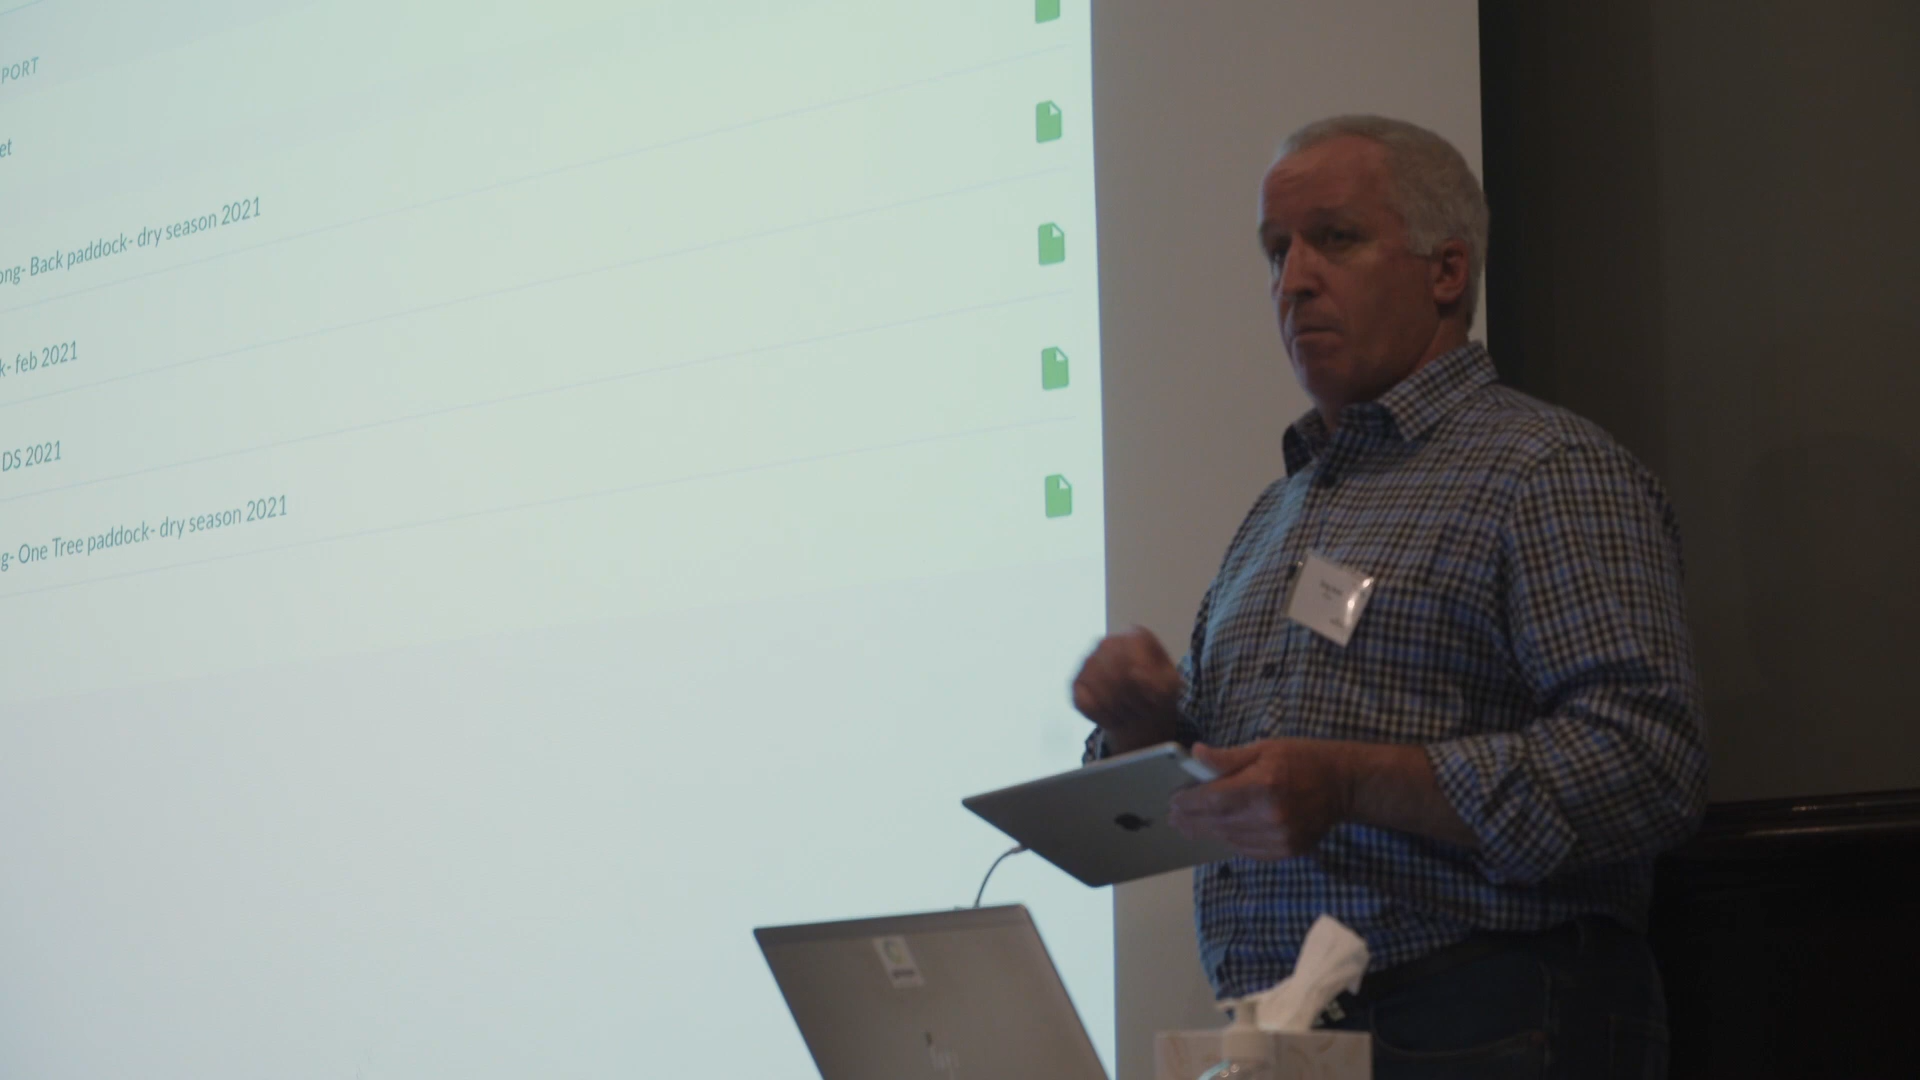 PORT
et
ong- Back paddock- dry season 2021
k- feb 2021
DS 2021
g- One Tree paddock- dry season 2021